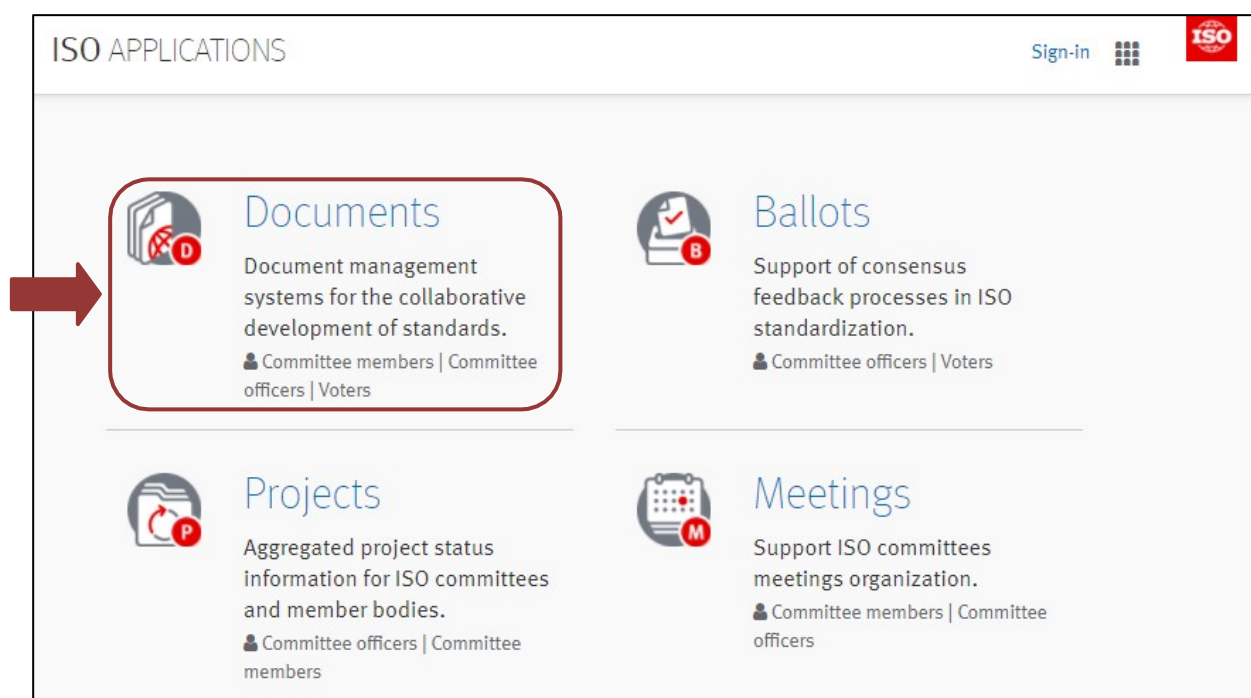 ISO APPLICATIONS
Sign-in
ISO
Documents
Document management
systems for the collaborative
development of standards.
Committee members | Committee
officers | Voters
D
Ballots
Support of consensus
feedback processes in ISO
standardization.
Committee officers | Voters
B
Projects
Aggregated project status
information for ISO committees
and member bodies.
Committee officers | Committee
members
P
Meetings
Support ISO committees
meetings organization.
Committee members | Committee
officers
M